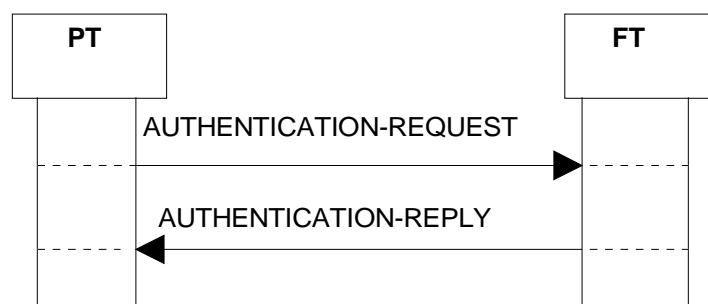 PT
FT
AUTHENTICATION-REQUEST
AUTHENTICATION-REPLY